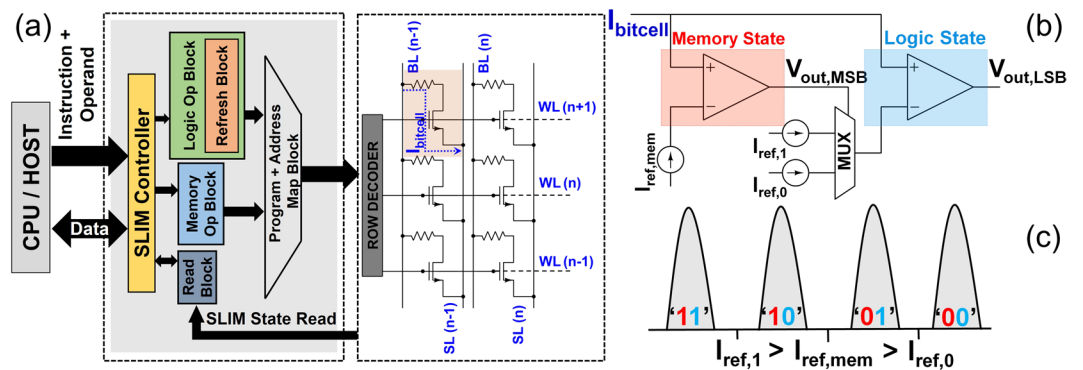 (a)
CPU / HOST
Instruction +
Operand
Data
SLIM Controller
Logic Op Block
Refresh Block
Memory
Op Block
Read
Block
Program + Address
Map Block
SLIM State Read
ROW DECODER
BL (n-1)
BL (n)
WL (n+1)
WL (n)
WL (n-1)
I bitcell
SL (n-1)
SL (n)
(b)
I bitcell
Memory State
Logic State
+
−
Vout,MSB
+
−
Vout,LSB
Iref,mem
Iref,1
Iref,0
MUX
(c)
‘11’ ‘10’ ‘01’ ‘00’
Iref,1 > Iref,mem > Iref,0